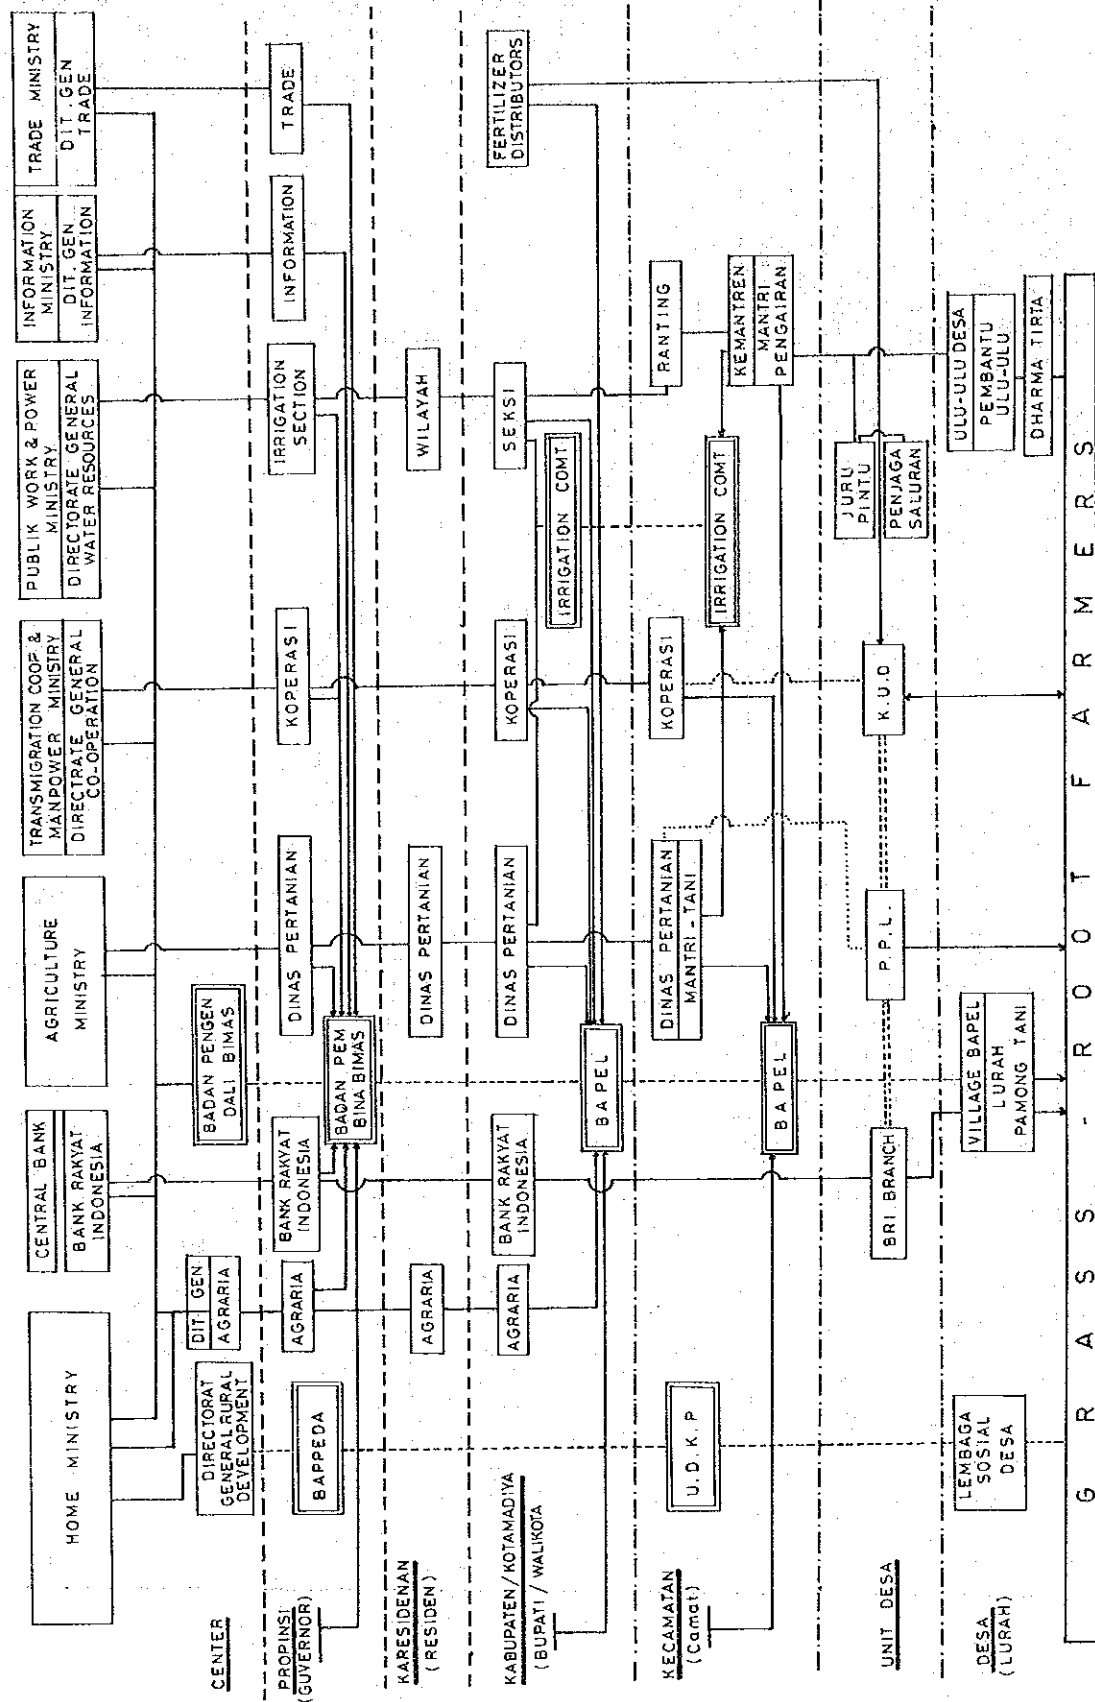 HOME MINISTRY
CENTRAL BANK
BANK RAKYAT
INDONESIA
AGRICULTURE
MINISTRY
TRANSMIGRATION COOP &
MANPOWER MINISTRY
DIRECTRATE GENERAL
CO-OPERATION
PUBLIK WORK & POWER
MINISTRY
DIRECTORATE GENERAL
WATER RESOURCES
INFORMATION
MINISTRY
DIT. GEN
INFORMATION
TRADE MINISTRY
DIT. GEN
TRADE
CENTER
DIRECTORAT
GENERAL RURAL
DEVELOPMENT
DIT. GEN
AGRARIA
BADAN PENGEN
DALI BIMAS
PROPINSI
(GUVERNOR)
BAPPEDA
AGRARIA
BANK RAKYAT
INDONESIA
BADAN PEM
BINA BIMAS
DINAS PERTANIAN
KOPERASI
IRRIGATION
SECTION
INFORMATION
TRADE
KARESIDENAN
(RESIDEN)
AGRARIA
DINAS PERTANIAN
WILAYAH
KABUPATEN/KOTAMADIYA
(BUPATI / WALIKOTA
AGRARIA
BANK RAKYAT
INDONESIA
DINAS PERTANIAN
KOPERASI
SEKSI
FERTILIZER
DISTRIBUTORS
BAPEL
IRRIGATION COMT
KECAMATAN
(Camat)
U.D.K.P
DINAS PERTANIAN
MANTRI-TANI
KOPERASI
RANTING
IRRIGATION COMT
KEMANTREN
MANTRI
PENGAIRAN
BAPEL
UNIT DESA
BRI. BRANCH
P.P.L.
K.U.D
JURU
PINTU
PENJAGA
SALURAN
DESA
(LURAH)
LEMBAGA
SOSIAL
DESA
VILLAGE BAPEL
LURAH
PAMONG TANI
ULU-ULU DESA
PEMBANTU
ULU-ULU
DHARMA TIRTA
GRASS - ROOT FARMERS